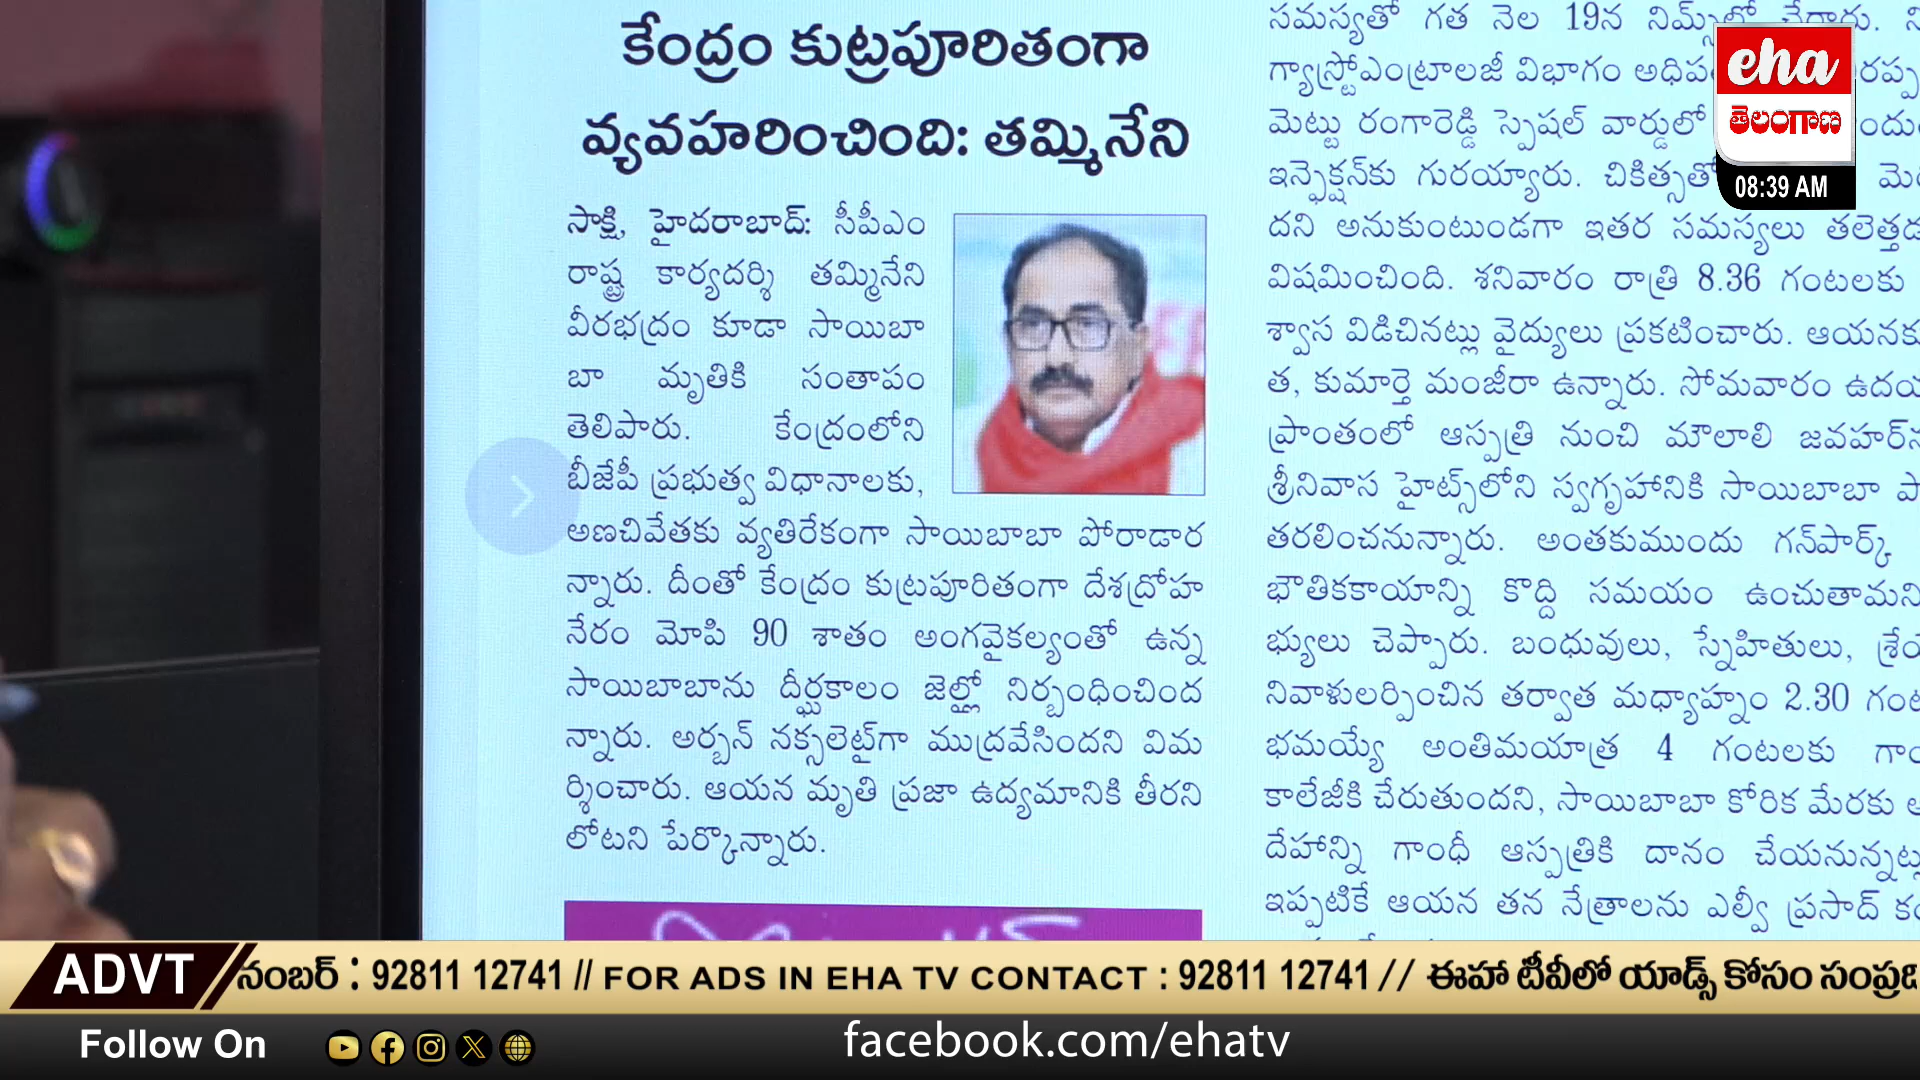 కేంద్రం కుట్రపూరితంగా
వ్యవహరించింది: తమ్మినేని
సాక్షి, హైదరాబాద్: సీపీఎం
రాష్ట్ర కార్యదర్శి తమ్మినేని
వీరభద్రం కూడా సాయిబా
బా మృతికి సంతాపం
తెలిపారు. కేంద్రంలోని
బీజేపీ ప్రభుత్వ విధానాలకు,
అణచివేతకు వ్యతిరేకంగా సాయిబాబా పోరాడార
న్నారు. దీంతో కేంద్రం కుట్రపూరితంగా దేశద్రోహ
నేరం మోపి 90 శాతం అంగవైకల్యంతో ఉన్న
సాయిబాబాను దీర్ఘకాలం జైల్లో నిర్బంధించింద
న్నారు. అర్బన్ నక్సలైట్‌గా ముద్రవేసిందని విమ
ర్శించారు. ఆయన మృతి ప్రజా ఉద్యమానికి తీరని
లోటని పేర్కొన్నారు.
సమస్యతో గత నెల 19న నిమ్స్‌లో చేరారు.
గ్యాస్ట్రోఎంట్రాలజీ విభాగం
మెట్టు రంగారెడ్డి స్పెషల్ వార్డులో
ఇన్ఫెక్షన్‌కు గురయ్యారు. చికిత్సతో
దని అనుకుంటుండగా ఇతర సమస్యలు
విషమించింది. శనివారం రాత్రి 8.36 గంటలకు
శ్వాస విడిచినట్లు వైద్యులు ప్రకటించారు.
త, కుమార్తె మంజీరా ఉన్నారు. సోమవారం
ప్రాంతంలో ఆస్పత్రి నుంచి మౌలాలి
శ్రీనివాస హైట్స్‌లోని స్వగృహానికి సాయిబాబా
తరలించనున్నారు. అంతకుముందు గన్‌పార్క్
భౌతికకాయాన్ని కొద్ది సమయం
భ్యులు చెప్పారు. బంధువులు, స్నేహితులు,
నివాళులర్పించిన తర్వాత మధ్యాహ్నం 2.30
భమయ్యే అంతిమయాత్ర 4 గంటలకు
కాలేజీకి చేరుతుందని, సాయిబాబా కోరిక మేరకు
దేహాన్ని గాంధీ ఆస్పత్రికి దానం
ఇప్పటికే ఆయన తన నేత్రాలను ఎల్వీ ప్రసాద్
eha
తెలంగాణ
08:39 AM
ADVT నంబర్ : 92811 12741 // FOR ADS IN EHA TV CONTACT : 92811 12741 // ఈహా టీవీలో యాడ్స్ కోసం
Follow On facebook.com/ehatv